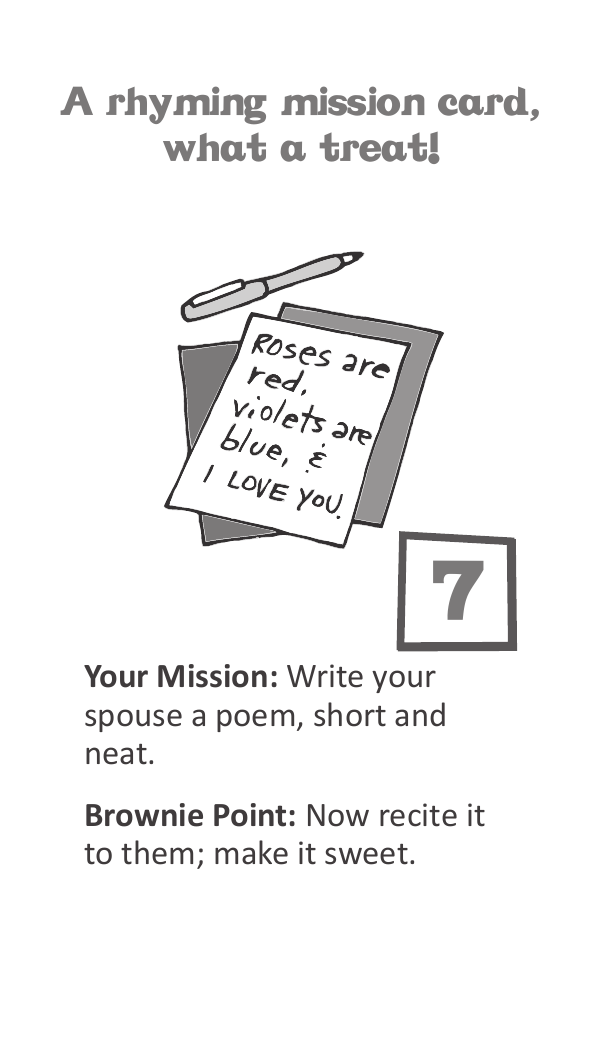 A rhyming mission card,
what a treat!
Roses are
red,
violets are
blue, &
I LOVE YOU.
7
Your Mission: Write your
spouse a poem, short and
neat.
Brownie Point: Now recite it
to them; make it sweet.